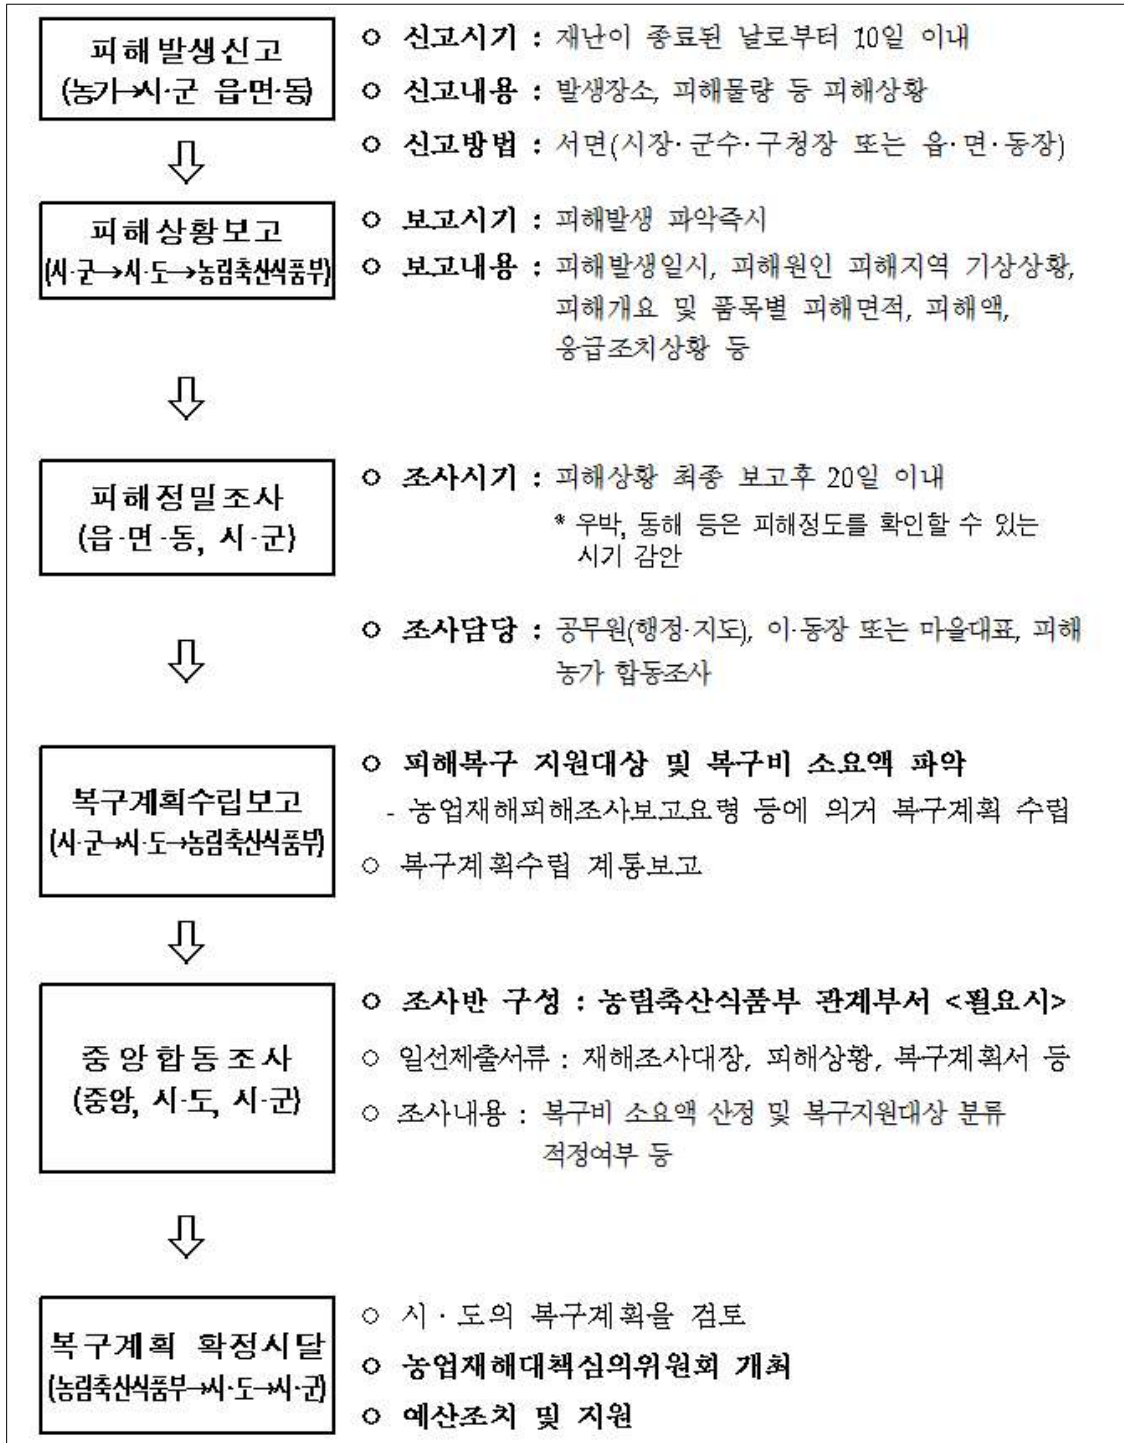 피해발생신고
(농가→시·군 읍·면·동)
○ 신고시기 : 재난이 종료된 날로부터 10일 이내
○ 신고내용 : 발생장소, 피해물량 등 피해상황
○ 신고방법 : 서면(시장·군수·구청장 또는 읍·면·동장)
⇩
피해상황보고
(시·군→시·도→농림축산식품부)
○ 보고시기 : 피해발생 파악즉시
○ 보고내용 : 피해발생일시, 피해원인 피해지역 기상상황,
피해개요 및 품목별 피해면적, 피해액,
응급조치상황 등
⇩
피해정밀조사
(읍·면·동, 시·군)
○ 조사시기 : 피해상황 최종 보고후 20일 이내
* 우박, 동해 등은 피해정도를 확인할 수 있는
시기 감안
○ 조사담당 : 공무원(행정·지도), 이·동장 또는 마을대표, 피해
농가 합동조사
⇩
복구계획수립보고
(시·군→시·도→농림축산식품부)
○ 피해복구 지원대상 및 복구비 소요액 파악
- 농업재해피해조사보고요령 등에 의거 복구계획 수립
○ 복구계획수립 계통보고
⇩
중앙합동조사
(중앙, 시·도, 시·군)
○ 조사반 구성 : 농림축산식품부 관계부서 <필요시>
○ 일선제출서류 : 재해조사대장, 피해상황, 복구계획서 등
○ 조사내용 : 복구비 소요액 산정 및 복구지원대상 분류
적정여부 등
⇩
복구계획 확정시달
(농림축산식품부→시·도→시·군)
○ 시·도의 복구계획을 검토
○ 농업재해대책심의위원회 개최
○ 예산조치 및 지원